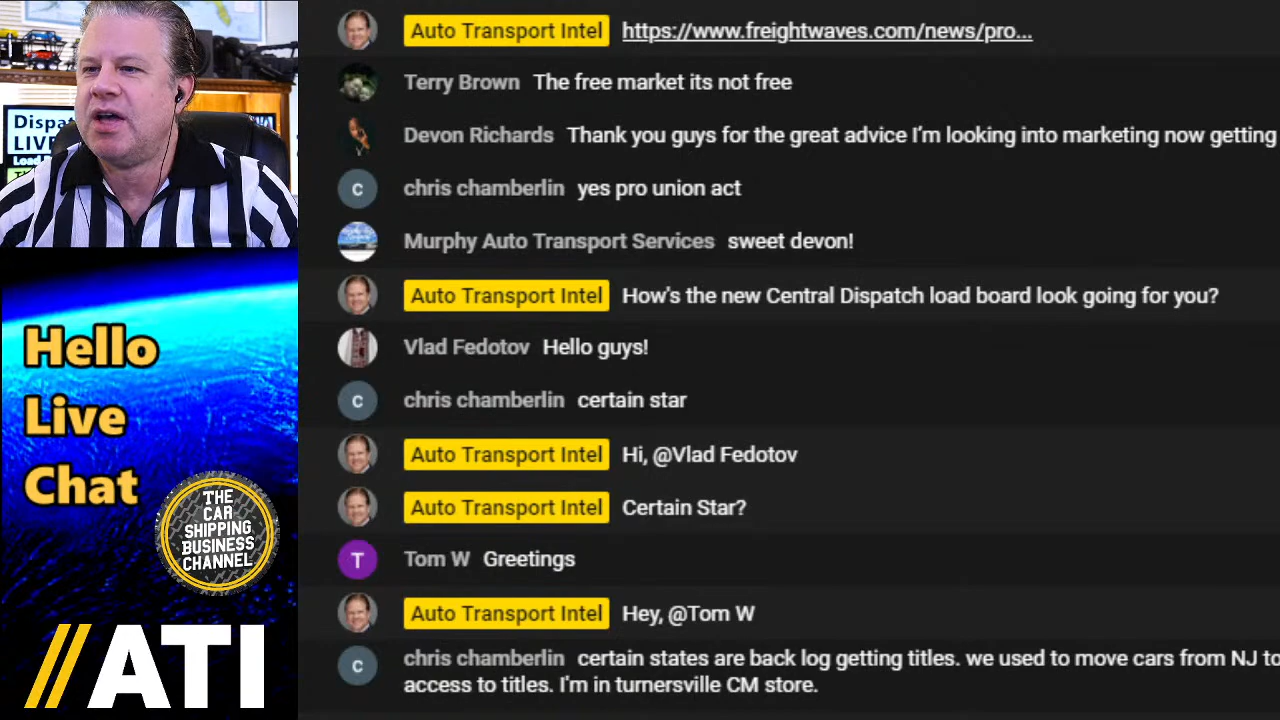 Auto Transport Intel https://www.freightwaves.com/news/pro...
Terry Brown The free market its not free
Devon Richards Thank you guys for the great advice I'm looking into marketing now getting
C chris chamberlin yes pro union act
Murphy Auto Transport Services sweet devon!
Auto Transport Intel How's the new Central Dispatch load board look going for you?
Vlad Fedotov Hello guys!
C chris chamberlin certain star
Auto Transport Intel Hi, @Vlad Fedotov
Auto Transport Intel Certain Star?
T Tom W Greetings
Auto Transport Intel Hey, @Tom W
C chris chamberlin certain states are back log getting titles. we used to move cars from NJ to
access to titles. I'm in turnersville CM store.
Dispa
LIVE
Load
Hello
Live
Chat
THE
CAR
SHIPPING
BUSINESS
CHANNEL
//ATI